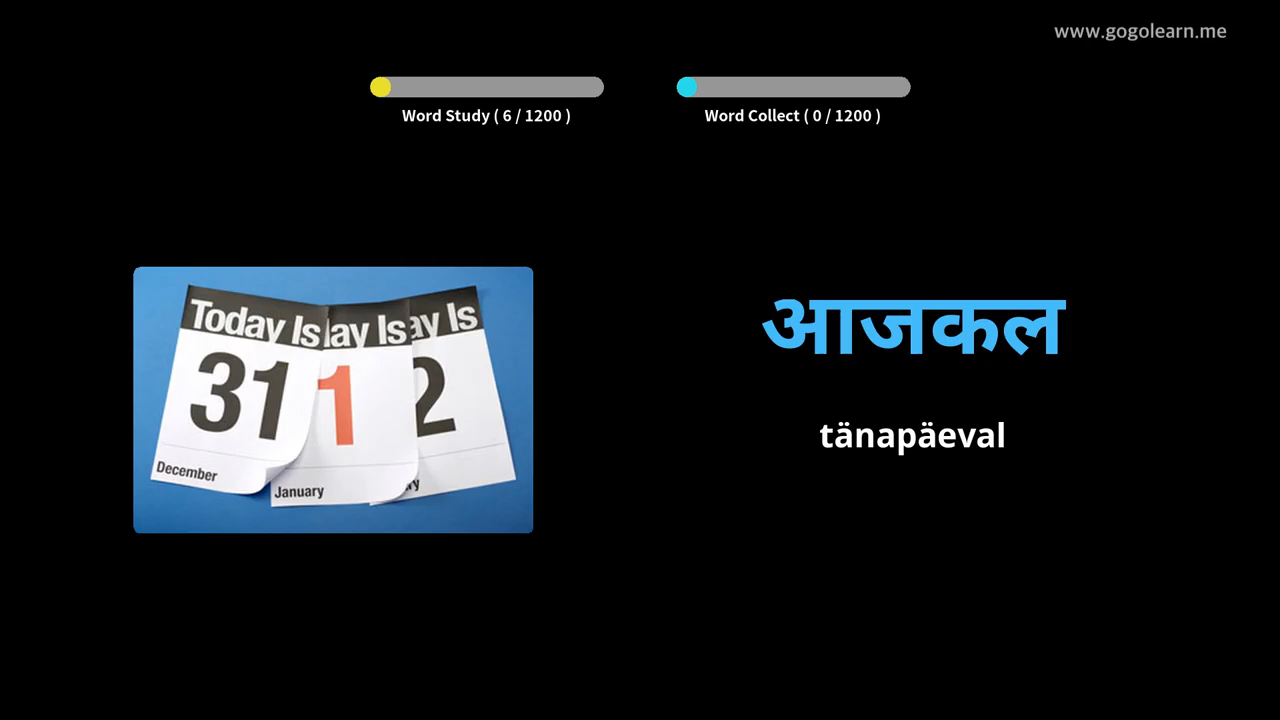 www.gogolearn.me
Word Study ( 6 / 1200 )
Word Collect ( 0 / 1200 )
Today Is
ay Is
ay Is
31
1
2
December
January
ry
आजकल
tänapäeval